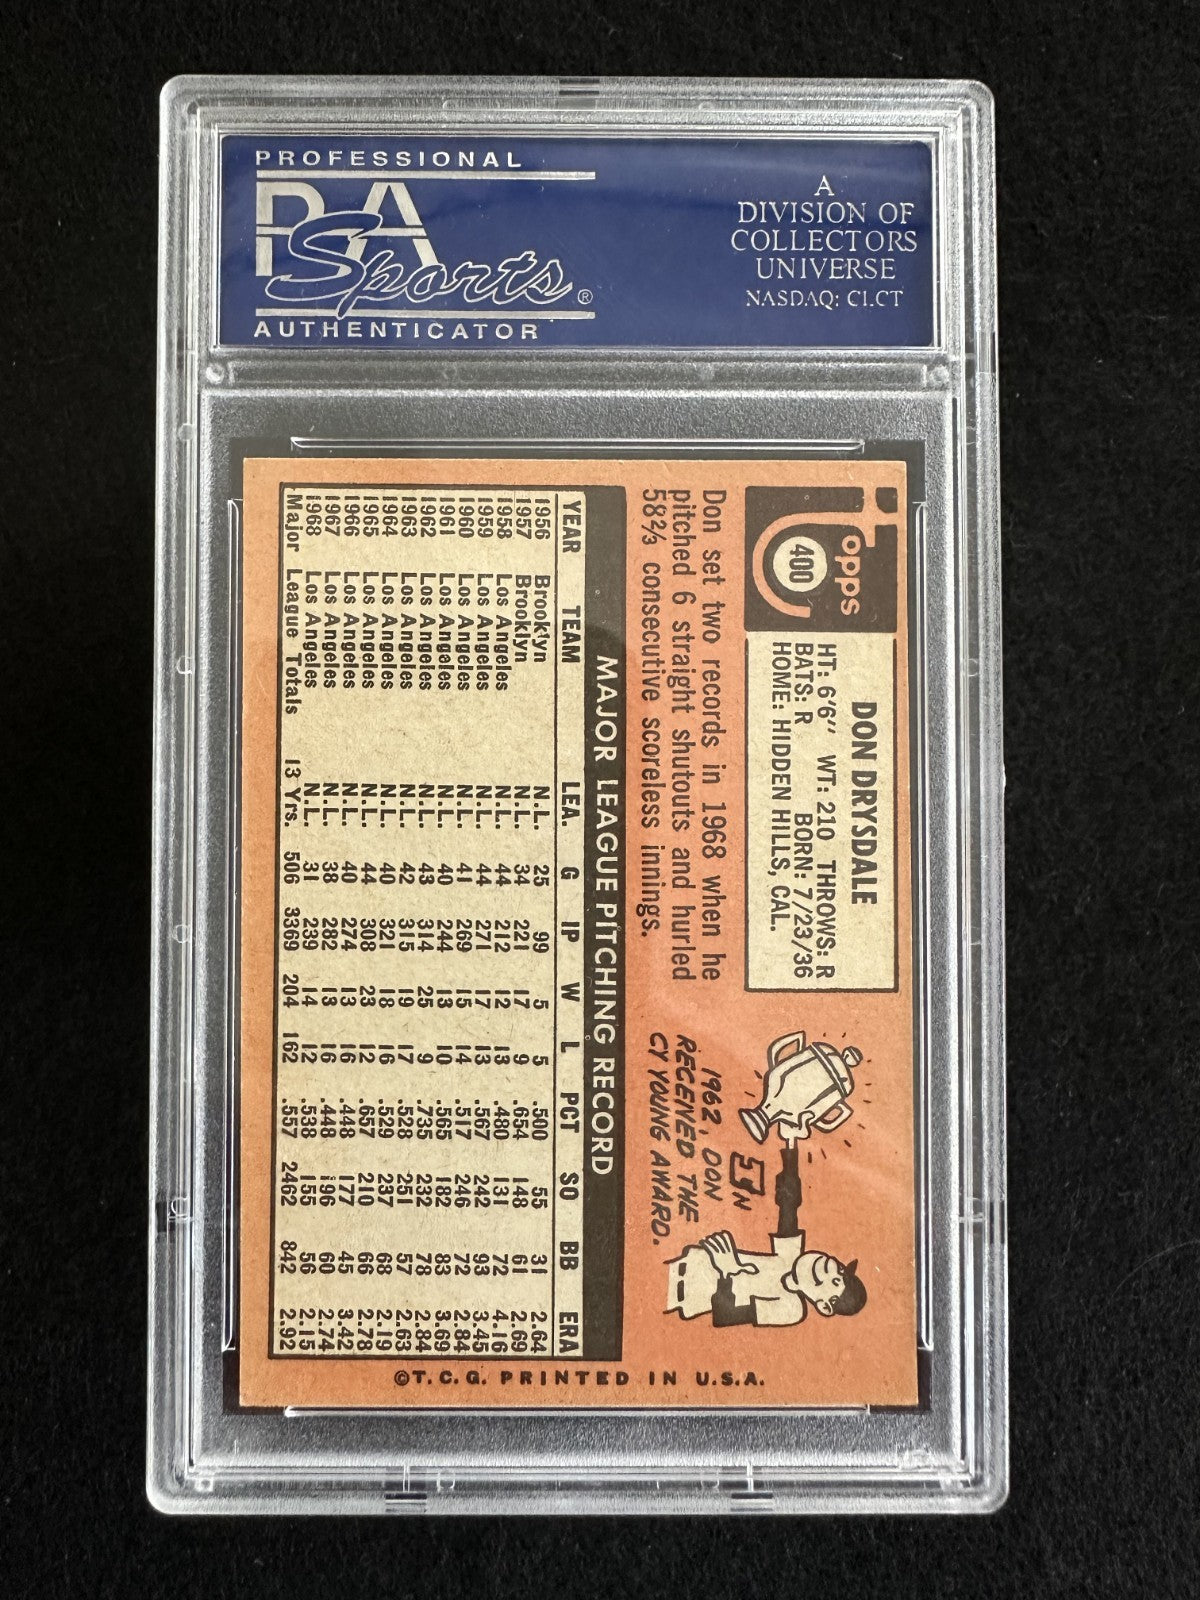 PROFESSIONAL
PA
Sports®
AUTHENTICATOR
A
DIVISION OF
COLLECTORS
UNIVERSE
NASDAQ: CLCT
Topps
400
DON DRYSDALE
HT: 6'6" WT: 210 THROWS: R
BATS: R BORN: 7/23/36
HOME: HIDDEN HILLS, CAL.
Don set two records in 1968 when he
pitched 6 straight shutouts and hurled
58⅔ consecutive scoreless innings.
1962, DON
RECEIVED THE
CY YOUNG AWARD.
MAJOR LEAGUE PITCHING RECORD
YEAR TEAM LEA. G IP W L PCT SO BB ERA
1956 Brooklyn N.L. 25 99 5 5 .500 55 31 2.64
1957 Brooklyn N.L. 34 221 17 9 .654 148 61 2.69
1958 Los Angeles N.L. 44 212 12 13 .480 131 72 4.16
1959 Los Angeles N.L. 44 271 17 13 .567 242 93 3.45
1960 Los Angeles N.L. 41 269 15 14 .517 246 72 2.84
1961 Los Angeles N.L. 40 244 13 10 .565 182 83 3.69
1962 Los Angeles N.L. 43 314 25 9 .735 232 78 2.84
1963 Los Angeles N.L. 42 315 19 17 .528 251 57 2.63
1964 Los Angeles N.L. 40 321 18 16 .529 237 68 2.19
1965 Los Angeles N.L. 44 308 23 12 .657 210 66 2.78
1966 Los Angeles N.L. 40 274 13 16 .448 177 45 3.42
1967 Los Angeles N.L. 38 282 13 16 .448 196 60 2.74
1968 Los Angeles N.L. 31 239 14 12 .538 155 56 2.15
Major League Totals 13 Yrs. 506 3369 204 162 .557 2462 842 2.92
©T.C.G. PRINTED IN U.S.A.